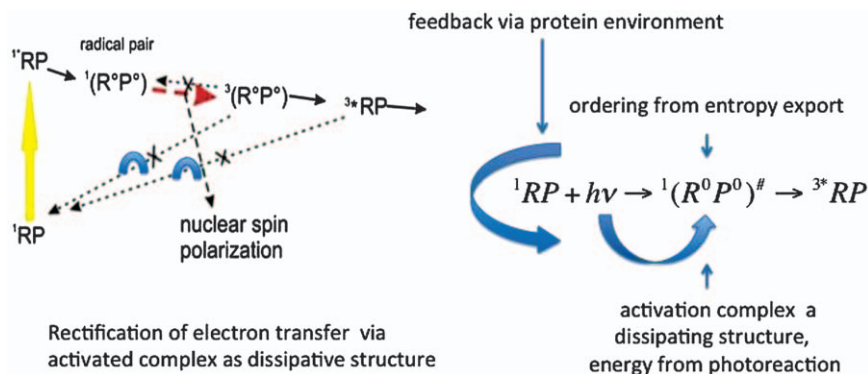 radical pair
¹*RP
¹(R°P°)
³(R°P°)
³*RP
¹RP
nuclear spin
polarization
Rectification of electron transfer via
activated complex as dissipative structure
feedback via protein environment
ordering from entropy export
¹RP + hν → ¹(R⁰P⁰)^# → ³*RP
activation complex a
dissipating structure,
energy from photoreaction